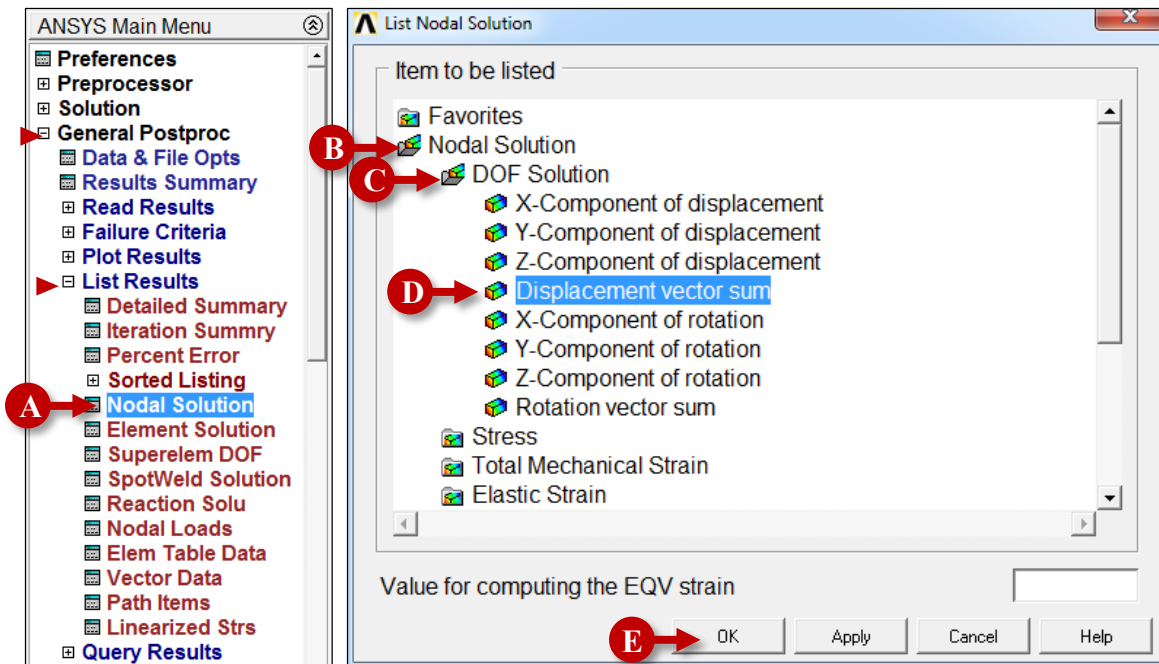 ANSYS Main Menu
Preferences
Preprocessor
Solution
General Postproc
Data & File Opts
Results Summary
Read Results
Failure Criteria
Plot Results
List Results
Detailed Summary
Iteration Summry
Percent Error
Sorted Listing
A
Nodal Solution
Element Solution
Superelem DOF
SpotWeld Solution
Reaction Solu
Nodal Loads
Elem Table Data
Vector Data
Path Items
Linearized Strs
Query Results
List Nodal Solution
X
Item to be listed
Favorites
B Nodal Solution
C DOF Solution
X-Component of displacement
Y-Component of displacement
Z-Component of displacement
D Displacement vector sum
X-Component of rotation
Y-Component of rotation
Z-Component of rotation
Rotation vector sum
Stress
Total Mechanical Strain
Elastic Strain
Value for computing the EQV strain
E OK Apply Cancel Help